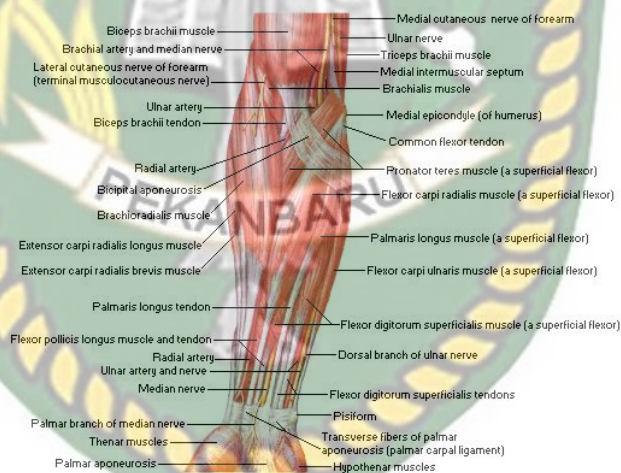 Biceps brachii muscle
Brachial artery and median nerve
Lateral cutaneous nerve of forearm
(terminal musculocutaneous nerve)
Ulnar artery
Biceps brachii tendon
Radial artery
Bicipital aponeurosis
Brachioradialis muscle
Extensor carpi radialis longus muscle
Extensor carpi radialis brevis muscle
Palmaris longus tendon
Flexor pollicis longus muscle and tendon
Radial artery
Ulnar artery and nerve
Median nerve
Palmar branch of median nerve
Thenar muscles
Palmar aponeurosis
Medial cutaneous nerve of forearm
Ulnar nerve
Triceps brachii muscle
Medial intermuscular septum
Brachialis muscle
Medial epicondyle (of humerus)
Common flexor tendon
Pronator teres muscle (a superficial flexor)
Flexor carpi radialis muscle (a superficial flexor)
Palmaris longus muscle (a superficial flexor)
Flexor carpi ulnaris muscle (a superficial flexor)
Flexor digitorum superficialis muscle (a superficial flexor)
Dorsal branch of ulnar nerve
Flexor digitorum superficialis tendons
Pisiform
Transverse fibers of palmar
aponeurosis (palmar carpal ligament)
Hypothenar muscles
PEKANBARU